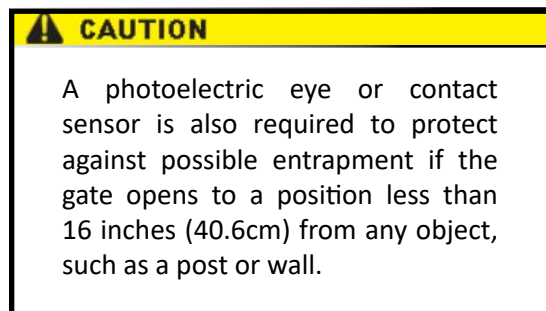 CAUTION
A photoelectric eye or contact
sensor is also required to protect
against possible entrapment if the
gate opens to a position less than
16 inches (40.6cm) from any object,
such as a post or wall.